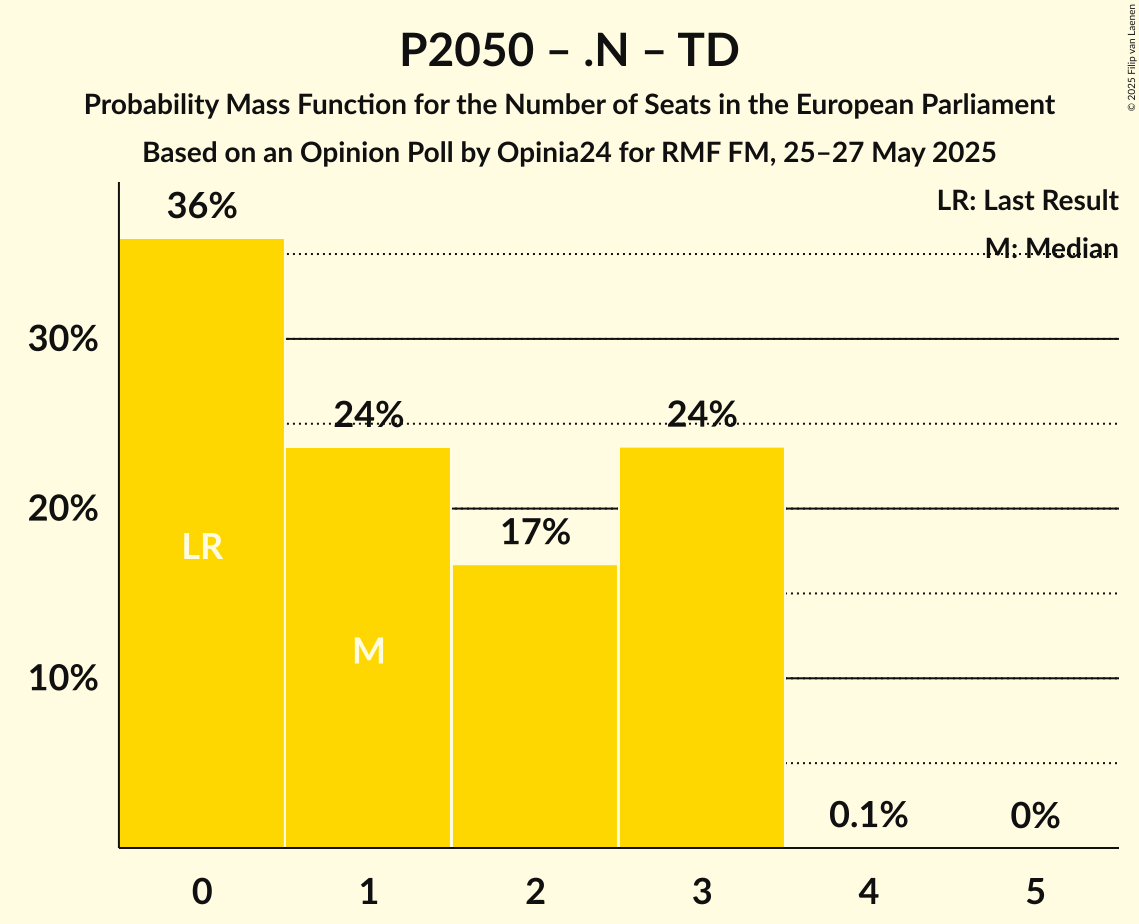 P2050 – .N – TD
Probability Mass Function for the Number of Seats in the European Parliament
Based on an Opinion Poll by Opinia24 for RMF FM, 25–27 May 2025
© 2025 Filip van Laenen
LR: Last Result
M: Median
36%
24%
17%
24%
0.1%
0%
LR
M
30%
20%
10%
0 1 2 3 4 5